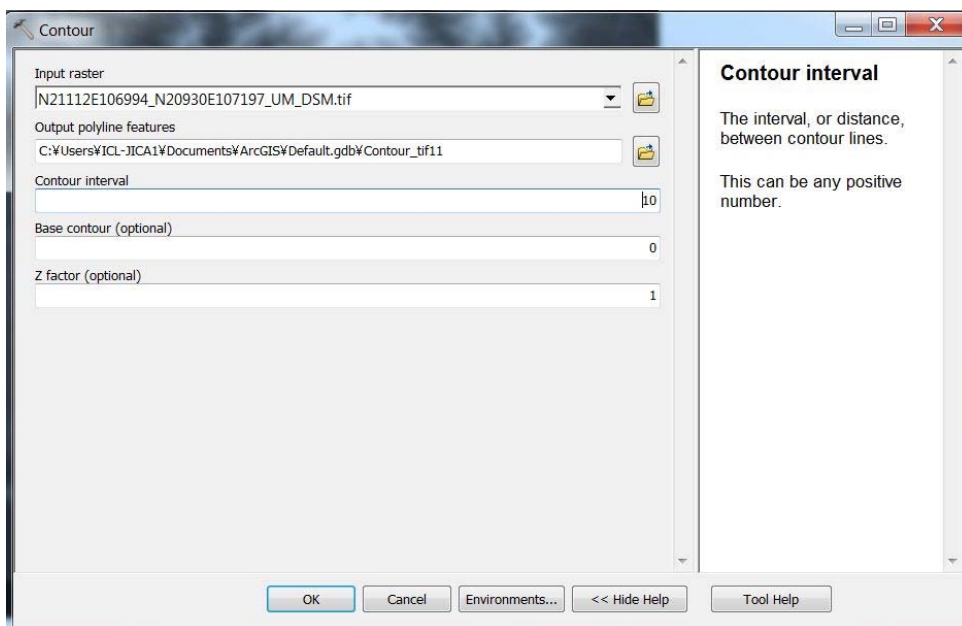 Contour
Input raster
N21112E106994_N20930E107197_UM_DSM.tif
Output polyline features
C:¥Users¥ICL-JICA1¥Documents¥ArcGIS¥Default.gdb¥Contour_tif11
Contour interval
10
Base contour (optional)
0
Z factor (optional)
1
Contour interval
The interval, or distance,
between contour lines.
This can be any positive
number.
OK
Cancel
Environments...
<< Hide Help
Tool Help